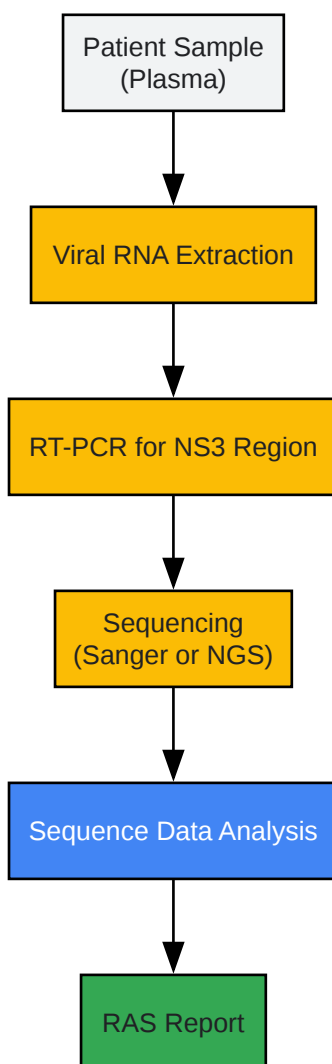 Patient Sample
(Plasma)
Viral RNA Extraction
RT-PCR for NS3 Region
Sequencing
(Sanger or NGS)
Sequence Data Analysis
RAS Report